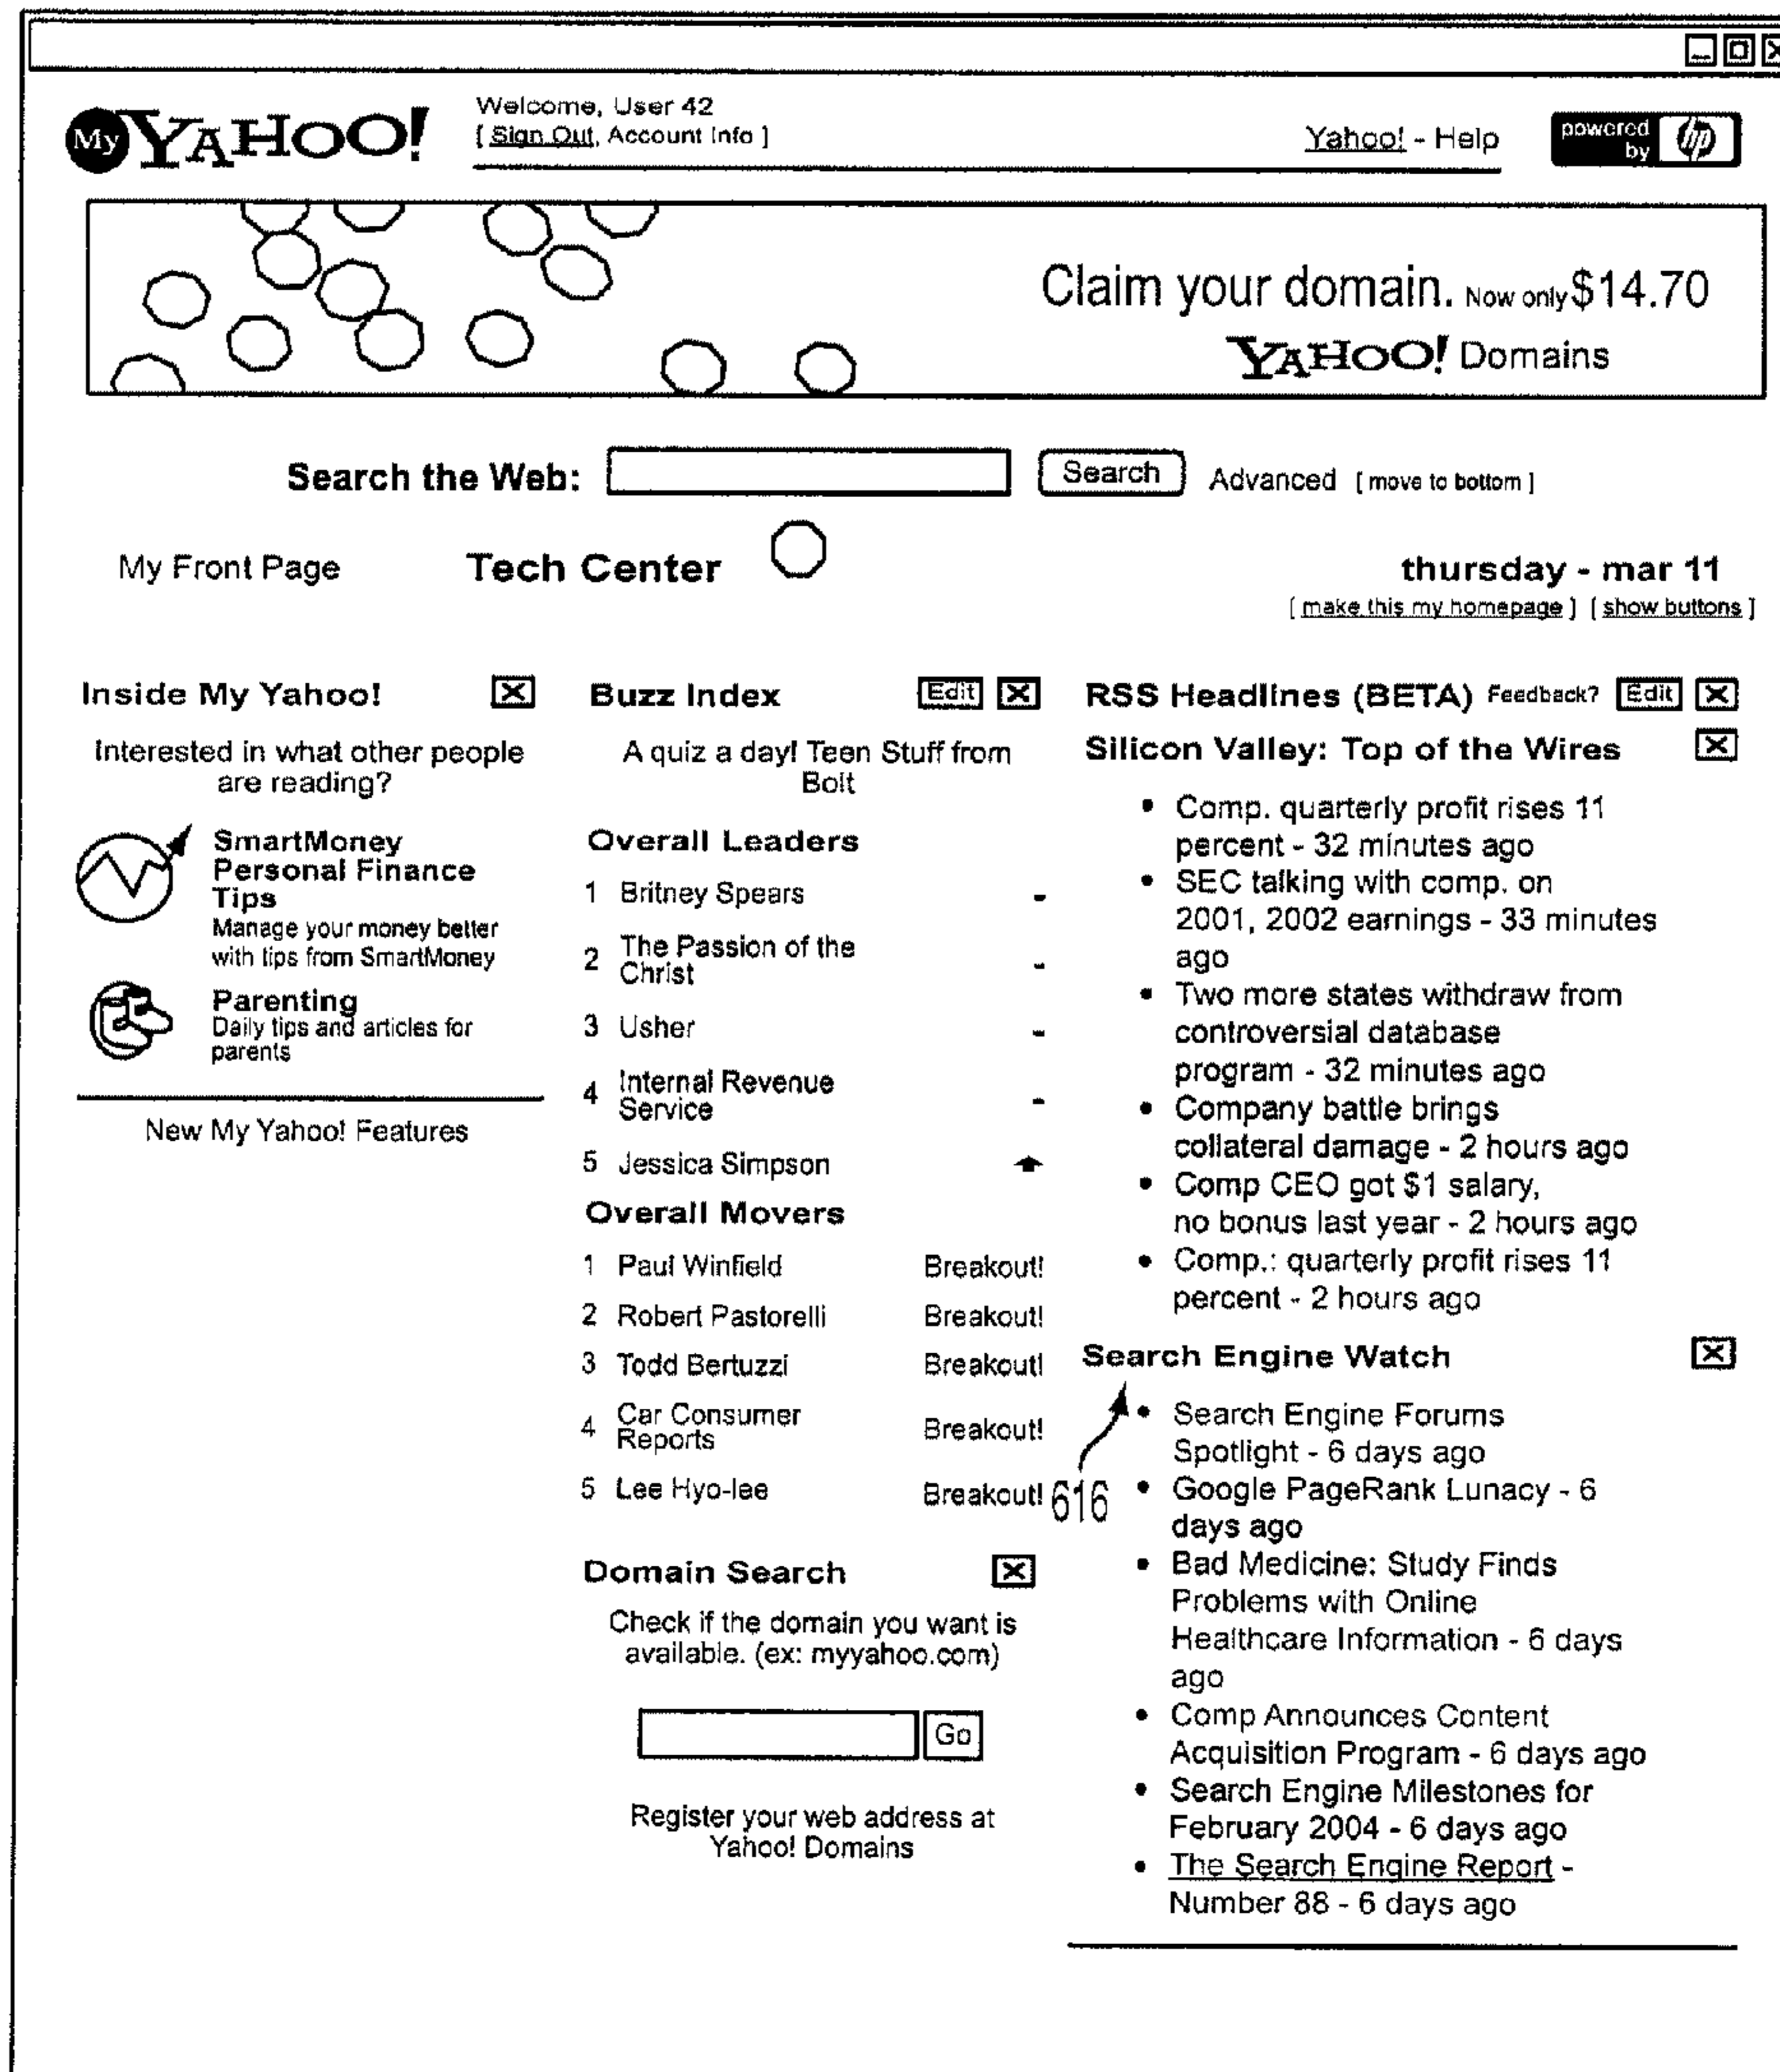 My YAHOO!
Welcome, User 42
[ Sign Out, Account Info ]
Yahoo! - Help
powered
by hp
Claim your domain. Now only $14.70
YAHOO! Domains
Search the Web:
Search
Advanced [ move to bottom ]
My Front Page
Tech Center
thursday - mar 11
[ make this my homepage ] [ show buttons ]
Inside My Yahoo!
Interested in what other people
are reading?
SmartMoney
Personal Finance
Tips
Manage your money better
with tips from SmartMoney
Parenting
Daily tips and articles for
parents
New My Yahoo! Features
Buzz Index
Edit
A quiz a day! Teen Stuff from
Bolt
Overall Leaders
1 Britney Spears -
2 The Passion of the
Christ -
3 Usher -
4 Internal Revenue
Service -
5 Jessica Simpson
Overall Movers
1 Paul Winfield Breakout!
2 Robert Pastorelli Breakout!
3 Todd Bertuzzi Breakout!
4 Car Consumer
Reports Breakout!
5 Lee Hyo-lee Breakout!
Domain Search
Check if the domain you want is
available. (ex: myyahoo.com)
Go
Register your web address at
Yahoo! Domains
RSS Headlines (BETA) Feedback? Edit
Silicon Valley: Top of the Wires
• Comp. quarterly profit rises 11
percent - 32 minutes ago
• SEC talking with comp. on
2001, 2002 earnings - 33 minutes
ago
• Two more states withdraw from
controversial database
program - 32 minutes ago
• Company battle brings
collateral damage - 2 hours ago
• Comp CEO got $1 salary,
no bonus last year - 2 hours ago
• Comp.: quarterly profit rises 11
percent - 2 hours ago
Search Engine Watch
616
• Search Engine Forums
Spotlight - 6 days ago
• Google PageRank Lunacy - 6
days ago
• Bad Medicine: Study Finds
Problems with Online
Healthcare Information - 6 days
ago
• Comp Announces Content
Acquisition Program - 6 days ago
• Search Engine Milestones for
February 2004 - 6 days ago
• The Search Engine Report -
Number 88 - 6 days ago